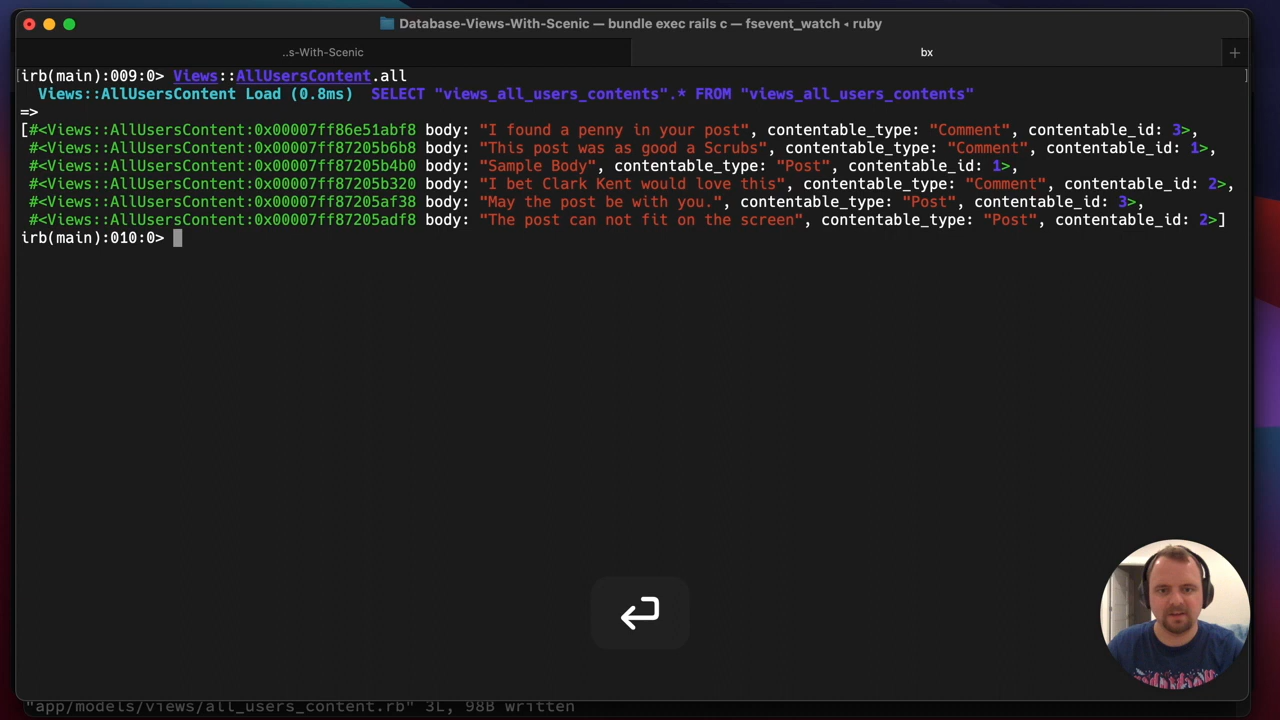 Database-Views-With-Scenic — bundle exec rails c — fsevent_watch ◂ ruby
..s-With-Scenic
bx
+
irb(main):009:0> Views::AllUsersContent.all
Views::AllUsersContent Load (0.8ms)  SELECT "views_all_users_contents".* FROM "views_all_users_contents"
=>
[#<Views::AllUsersContent:0x00007ff86e51abf8 body: "I found a penny in your post", contentable_type: "Comment", contentable_id: 3>,
#<Views::AllUsersContent:0x00007ff87205b6b8 body: "This post was as good a Scrubs", contentable_type: "Comment", contentable_id: 1>,
#<Views::AllUsersContent:0x00007ff87205b4b0 body: "Sample Body", contentable_type: "Post", contentable_id: 1>,
#<Views::AllUsersContent:0x00007ff87205b320 body: "I bet Clark Kent would love this", contentable_type: "Comment", contentable_id: 2>,
#<Views::AllUsersContent:0x00007ff87205af38 body: "May the post be with you.", contentable_type: "Post", contentable_id: 3>,
#<Views::AllUsersContent:0x00007ff87205adf8 body: "The post can not fit on the screen", contentable_type: "Post", contentable_id: 2>]
irb(main):010:0>
"app/models/views/all_users_content.rb" 3L, 98B written